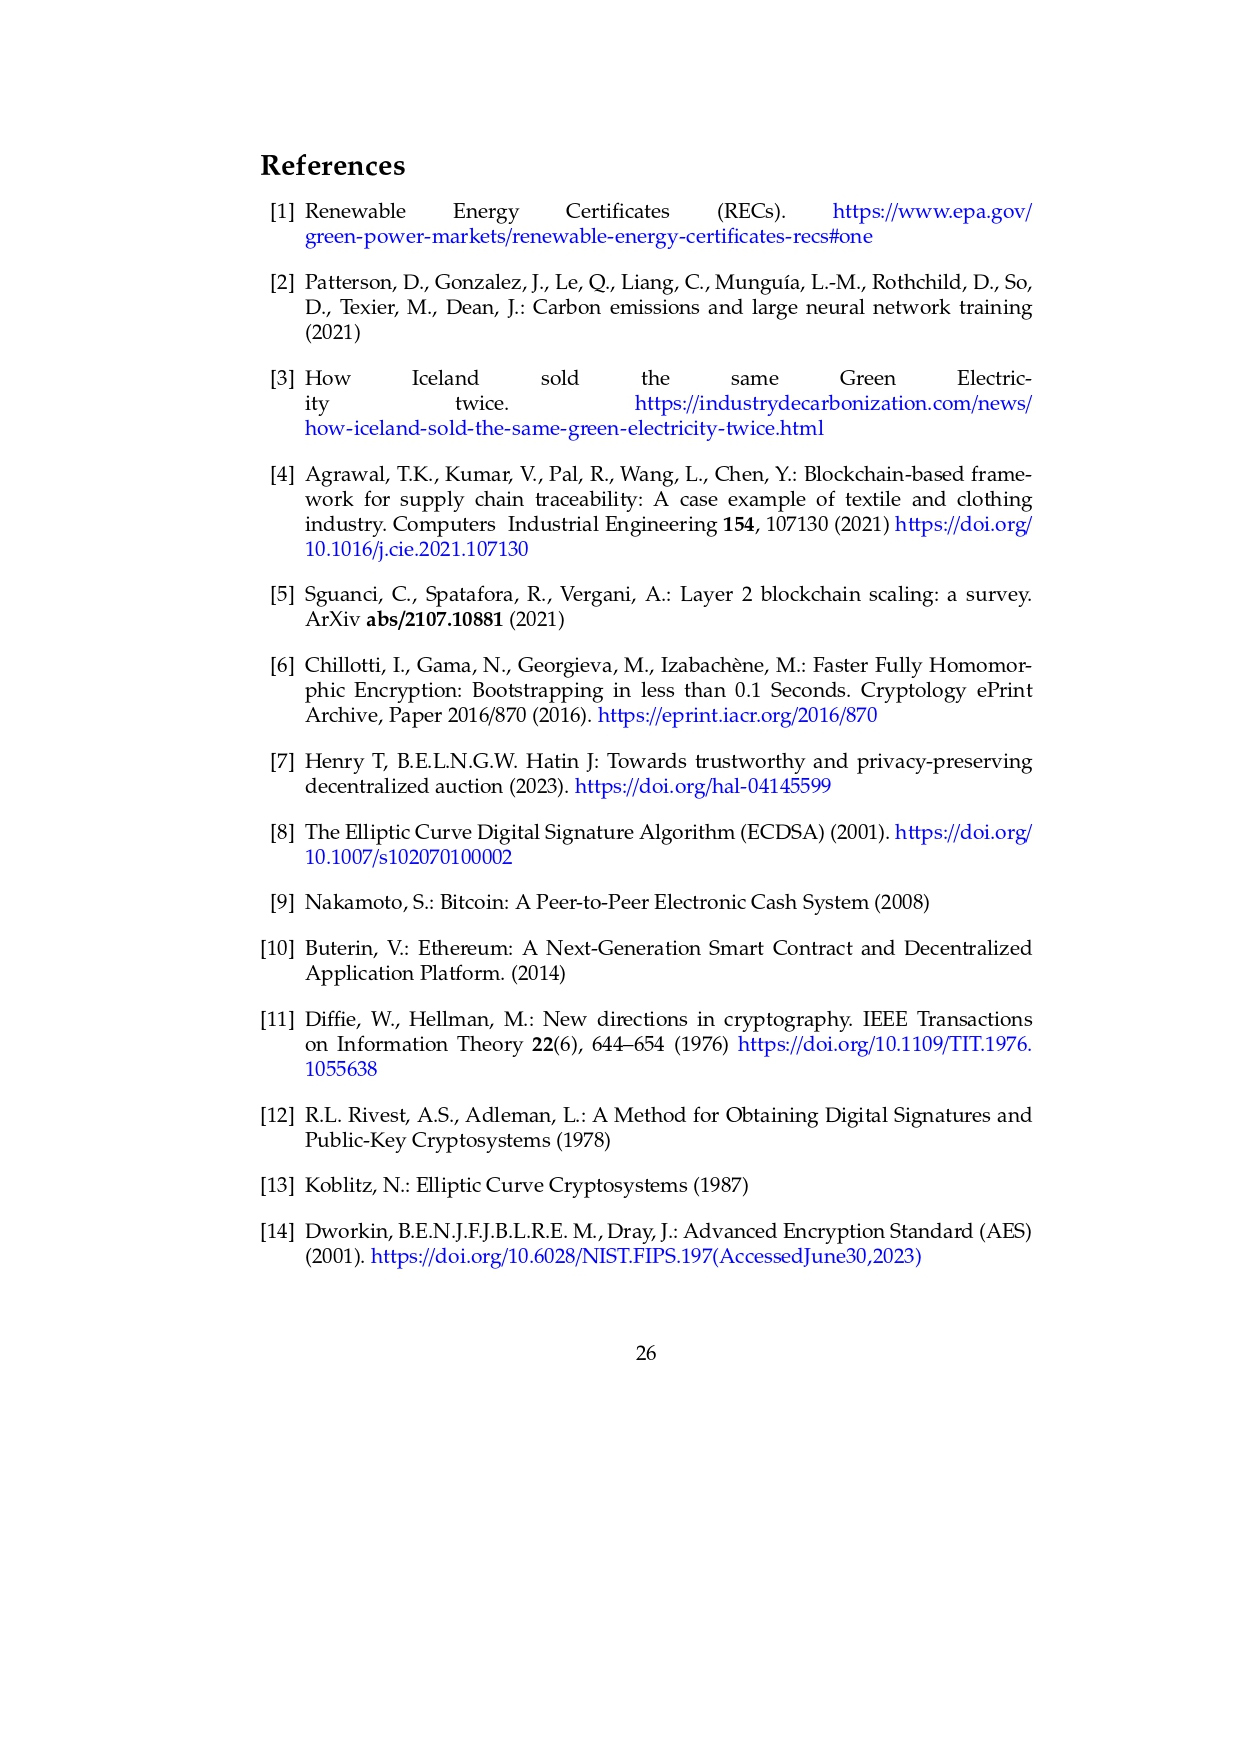 References
[1] Renewable Energy Certificates (RECs). https://www.epa.gov/
green-power-markets/renewable-energy-certificates-recs#one
[2] Patterson, D., Gonzalez, J., Le, Q., Liang, C., Munguía, L.-M., Rothchild, D., So,
D., Texier, M., Dean, J.: Carbon emissions and large neural network training
(2021)
[3] How Iceland sold the same Green Electric-
ity twice. https://industrydecarbonization.com/news/
how-iceland-sold-the-same-green-electricity-twice.html
[4] Agrawal, T.K., Kumar, V., Pal, R., Wang, L., Chen, Y.: Blockchain-based frame-
work for supply chain traceability: A case example of textile and clothing
industry. Computers Industrial Engineering 154, 107130 (2021) https://doi.org/
10.1016/j.cie.2021.107130
[5] Sguanci, C., Spatafora, R., Vergani, A.: Layer 2 blockchain scaling: a survey.
ArXiv abs/2107.10881 (2021)
[6] Chillotti, I., Gama, N., Georgieva, M., Izabachène, M.: Faster Fully Homomor-
phic Encryption: Bootstrapping in less than 0.1 Seconds. Cryptology ePrint
Archive, Paper 2016/870 (2016). https://eprint.iacr.org/2016/870
[7] Henry T, B.E.L.N.G.W. Hatin J: Towards trustworthy and privacy-preserving
decentralized auction (2023). https://doi.org/hal-04145599
[8] The Elliptic Curve Digital Signature Algorithm (ECDSA) (2001). https://doi.org/
10.1007/s102070100002
[9] Nakamoto, S.: Bitcoin: A Peer-to-Peer Electronic Cash System (2008)
[10] Buterin, V.: Ethereum: A Next-Generation Smart Contract and Decentralized
Application Platform. (2014)
[11] Diffie, W., Hellman, M.: New directions in cryptography. IEEE Transactions
on Information Theory 22(6), 644–654 (1976) https://doi.org/10.1109/TIT.1976.
1055638
[12] R.L. Rivest, A.S., Adleman, L.: A Method for Obtaining Digital Signatures and
Public-Key Cryptosystems (1978)
[13] Koblitz, N.: Elliptic Curve Cryptosystems (1987)
[14] Dworkin, B.E.N.J.F.J.B.L.R.E. M., Dray, J.: Advanced Encryption Standard (AES)
(2001). https://doi.org/10.6028/NIST.FIPS.197(AccessedJune30,2023)
26